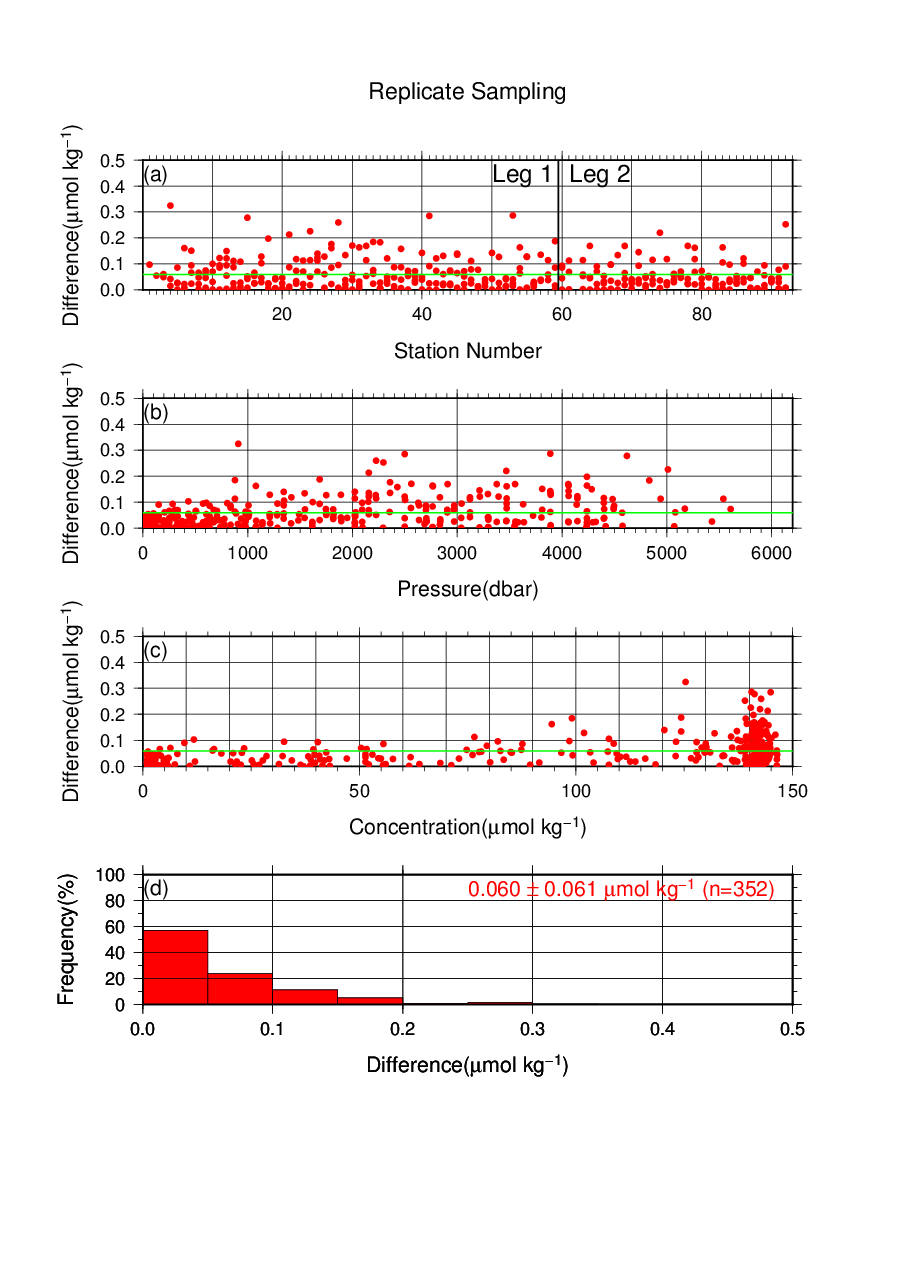 Replicate Sampling
Difference(μmol kg⁻¹)
0.5
0.4
0.3
0.2
0.1
0.0
(a)
Leg 1
Leg 2
20
40
60
80
Station Number
Difference(μmol kg⁻¹)
0.5
0.4
0.3
0.2
0.1
0.0
(b)
0
1000
2000
3000
4000
5000
6000
Pressure(dbar)
Difference(μmol kg⁻¹)
0.5
0.4
0.3
0.2
0.1
0.0
(c)
0
50
100
150
Concentration(μmol kg⁻¹)
Frequency(%)
100
80
60
40
20
0
(d)
0.060 ± 0.061 μmol kg⁻¹ (n=352)
0.0
0.1
0.2
0.3
0.4
0.5
Difference(μmol kg⁻¹)